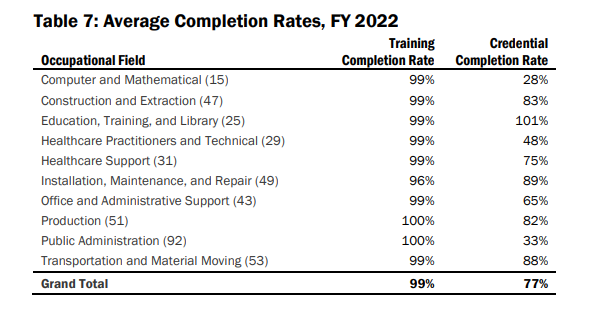 Table 7: Average Completion Rates, FY 2022
Training Credential
Occupational Field Completion Rate Completion Rate
Computer and Mathematical (15) 99% 28%
Construction and Extraction (47) 99% 83%
Education, Training, and Library (25) 99% 101%
Healthcare Practitioners and Technical (29) 99% 48%
Healthcare Support (31) 99% 75%
Installation, Maintenance, and Repair (49) 96% 89%
Office and Administrative Support (43) 99% 65%
Production (51) 100% 82%
Public Administration (92) 100% 33%
Transportation and Material Moving (53) 99% 88%
Grand Total 99% 77%